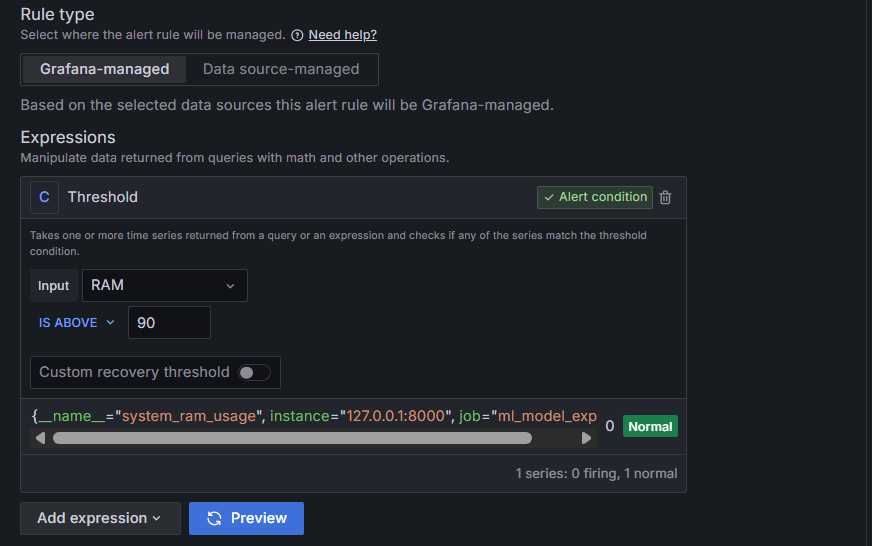 Rule type
Select where the alert rule will be managed. Need help?
Grafana-managed Data source-managed
Based on the selected data sources this alert rule will be Grafana-managed.
Expressions
Manipulate data returned from queries with math and other operations.
C Threshold Alert condition
Takes one or more time series returned from a query or an expression and checks if any of the series match the threshold
condition.
Input RAM
IS ABOVE 90
Custom recovery threshold
{__name__="system_ram_usage", instance="127.0.0.1:8000", job="ml_model_exp 0 Normal
1 series: 0 firing, 1 normal
Add expression Preview